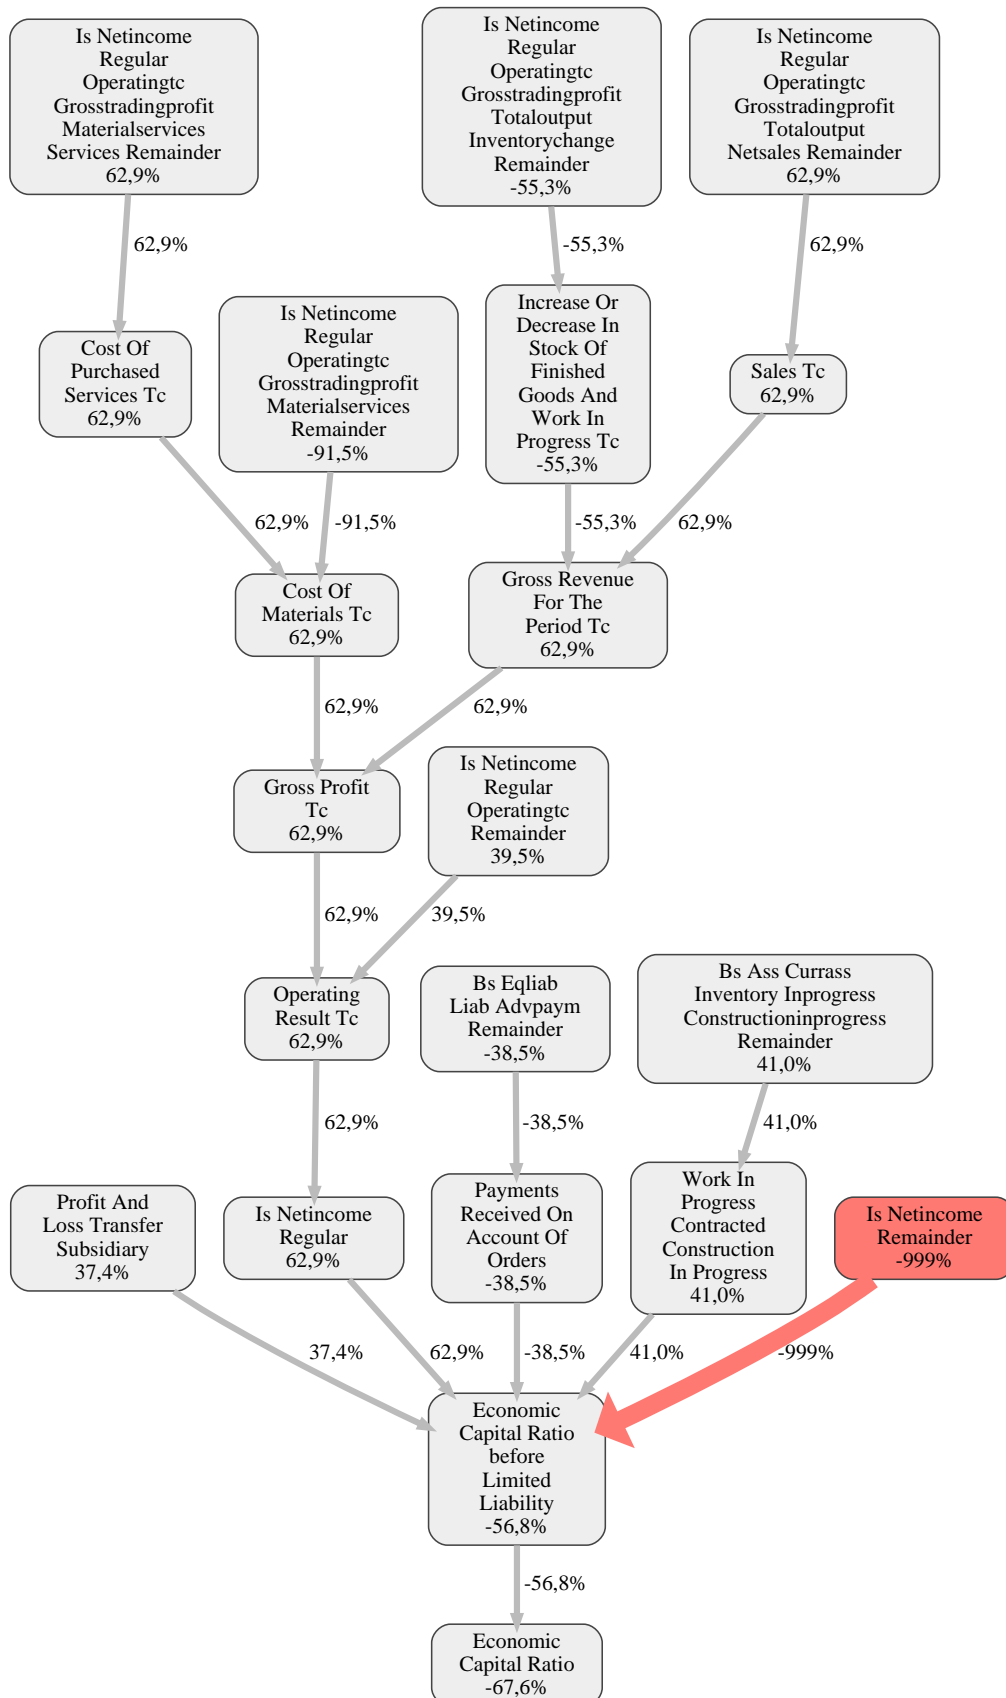 Is Netincome
Regular
Operatingtc
Grosstradingprofit
Materialservices
Services Remainder
62,9%
Is Netincome
Regular
Operatingtc
Grosstradingprofit
Totaloutput
Inventorychange
Remainder
-55,3%
Is Netincome
Regular
Operatingtc
Grosstradingprofit
Totaloutput
Netsales Remainder
62,9%
62,9%
-55,3%
62,9%
Cost Of
Purchased
Services Tc
62,9%
Is Netincome
Regular
Operatingtc
Grosstradingprofit
Materialservices
Remainder
-91,5%
Increase Or
Decrease In
Stock Of
Finished
Goods And
Work In
Progress Tc
-55,3%
Sales Tc
62,9%
62,9%
-91,5%
-55,3%
62,9%
Cost Of
Materials Tc
62,9%
Gross Revenue
For The
Period Tc
62,9%
62,9%
62,9%
Gross Profit
Tc
62,9%
Is Netincome
Regular
Operatingtc
Remainder
39,5%
62,9%
39,5%
Operating
Result Tc
62,9%
Bs Eqliab
Liab Advpaym
Remainder
-38,5%
Bs Ass Currass
Inventory Inprogress
Constructioninprogress
Remainder
41,0%
62,9%
-38,5%
41,0%
Profit And
Loss Transfer
Subsidiary
37,4%
Is Netincome
Regular
62,9%
Payments
Received On
Account Of
Orders
-38,5%
Work In
Progress
Contracted
Construction
In Progress
41,0%
Is Netincome
Remainder
-999%
37,4%
62,9%
-38,5%
41,0%
-999%
Economic
Capital Ratio
before
Limited
Liability
-56,8%
-56,8%
Economic
Capital Ratio
-67,6%